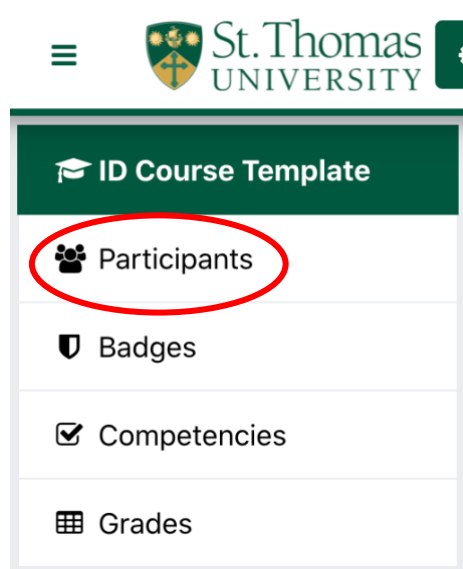 St. Thomas
UNIVERSITY
ID Course Template
Participants
Badges
Competencies
Grades